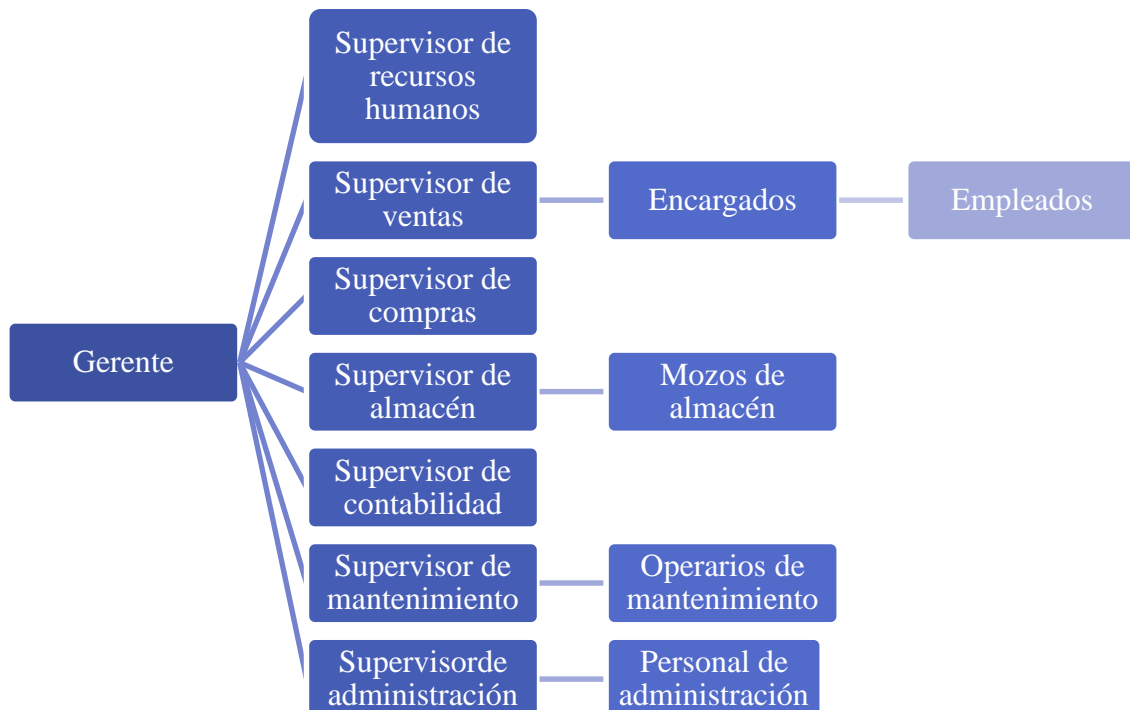 Gerente
Supervisor de
recursos
humanos
Supervisor de
ventas
Encargados
Empleados
Supervisor de
compras
Supervisor de
almacén
Mozos de
almacén
Supervisor de
contabilidad
Supervisor de
mantenimiento
Operarios de
mantenimiento
Supervisorde
administración
Personal de
administración